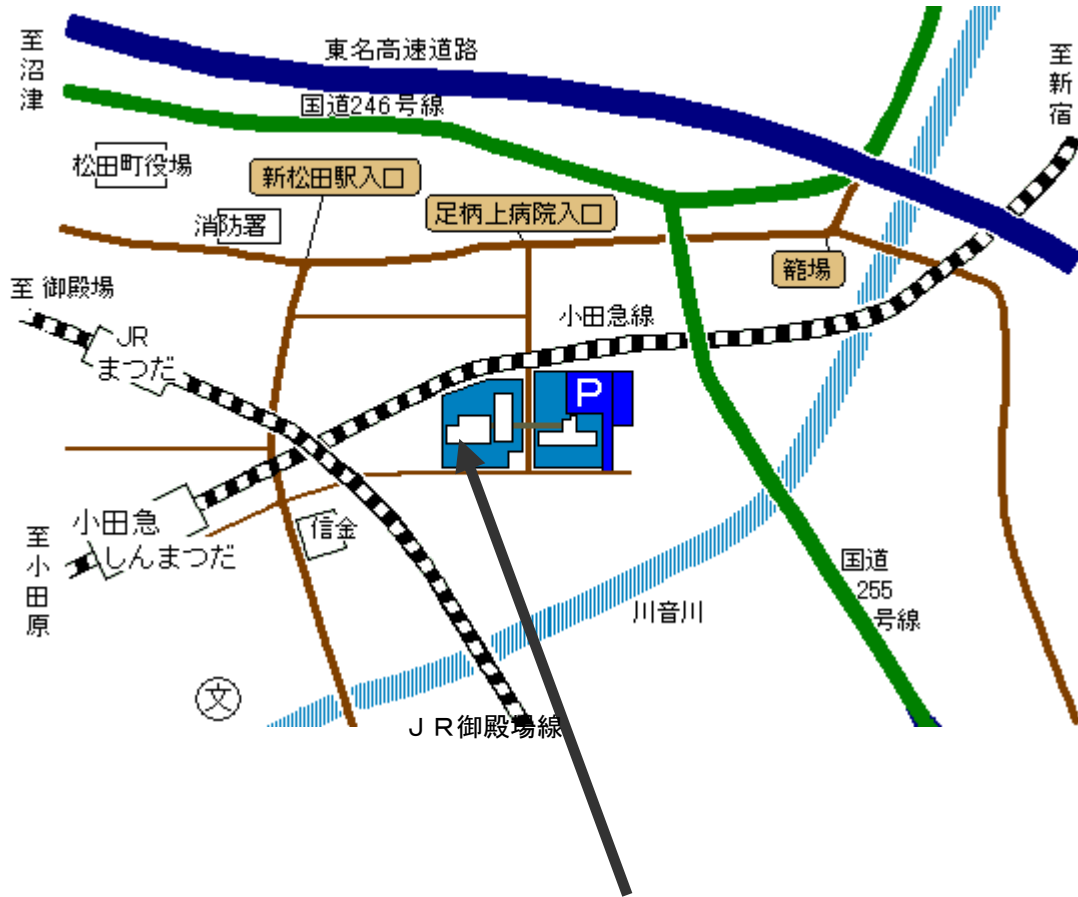 至沼津
東名高速道路
至新宿
国道246号線
松田町役場
新松田駅入口
足柄上病院入口
消防署
籠場
至 御殿場
小田急線
JR
まつだ
P
小田急
しんまつだ
信金
至小田原
国道
255
号線
川音川
文
ＪＲ御殿場線